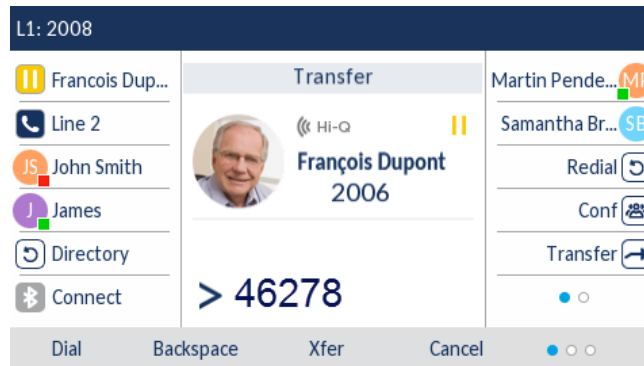 L1: 2008
Francois Dup...
Line 2
JS John Smith
J James
Directory
Connect
Transfer
Hi-Q
François Dupont
2006
> 46278
Martin Pende... MP
Samantha Br... SB
Redial
Conf
Transfer
Dial Backspace Xfer Cancel